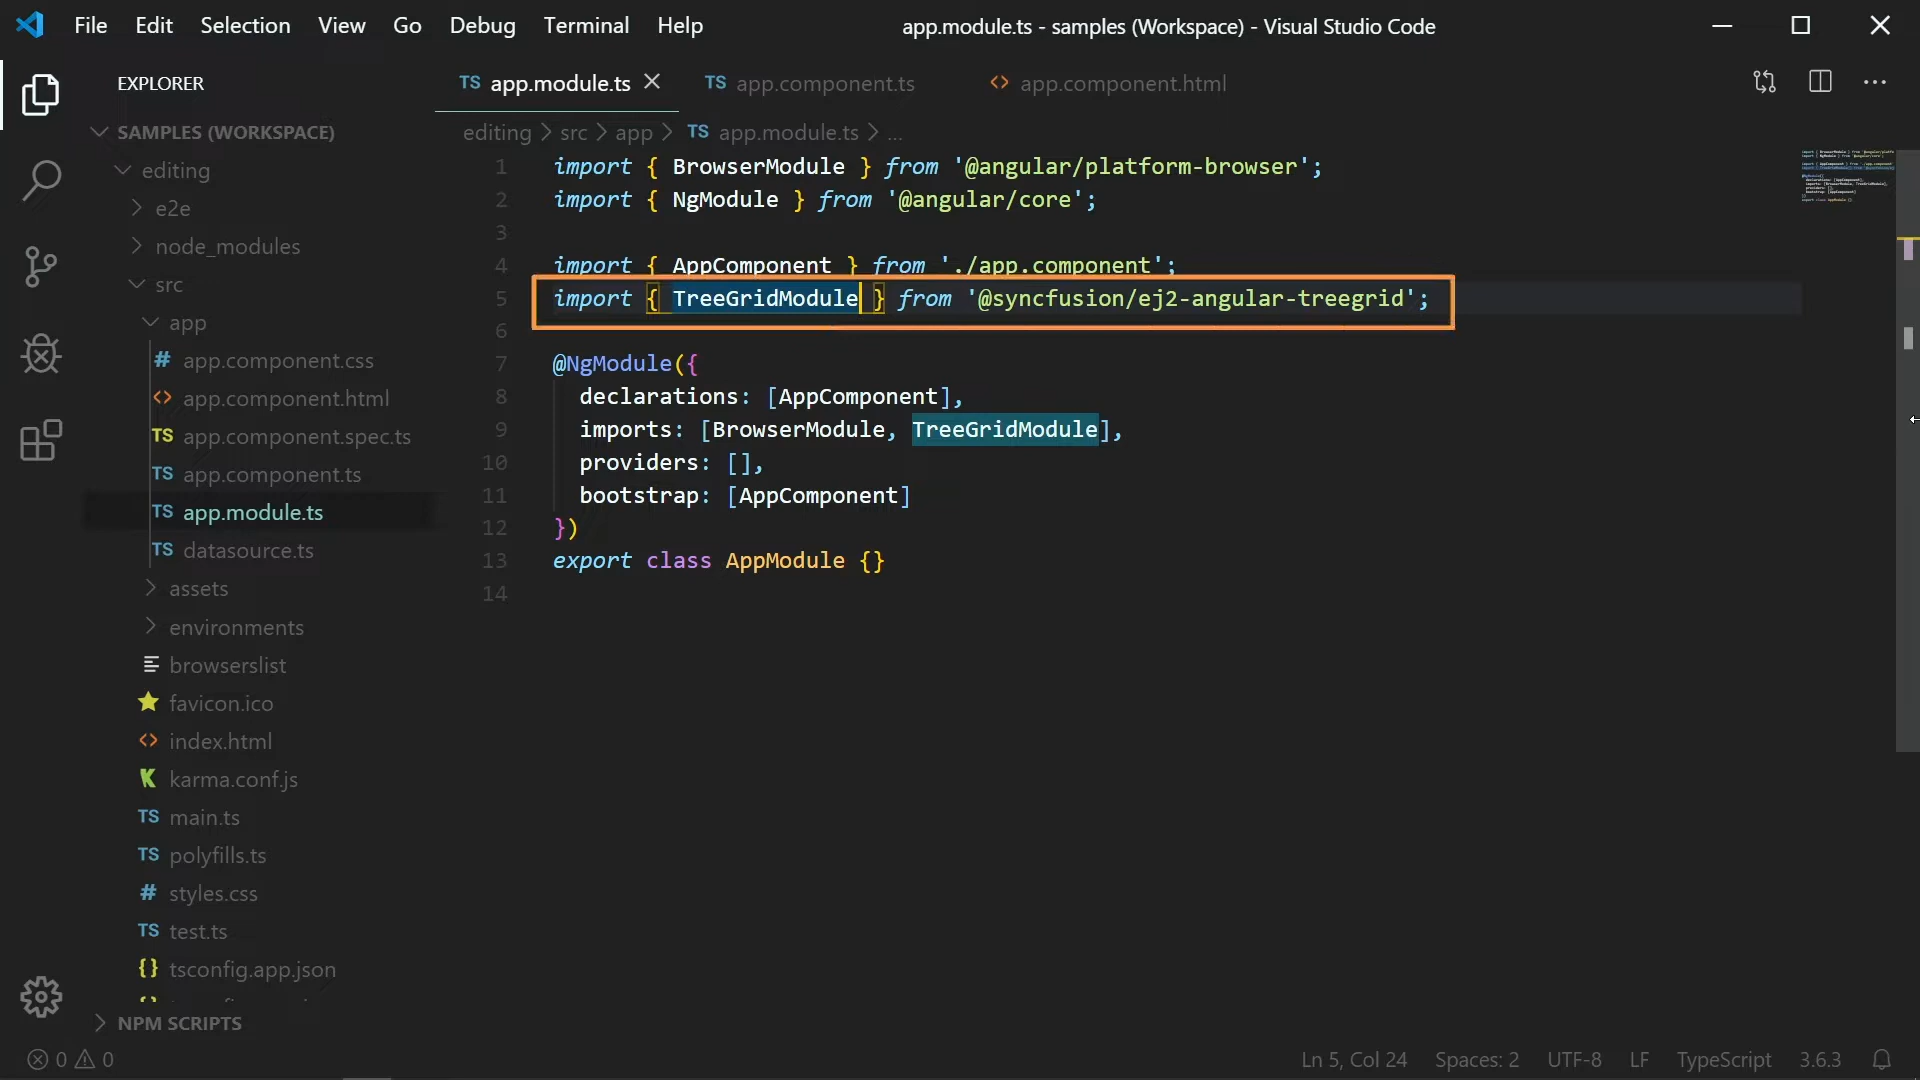 File Edit Selection View Go Debug Terminal Help
app.module.ts - samples (Workspace) - Visual Studio Code
EXPLORER
SAMPLES (WORKSPACE)
editing
e2e
node_modules
src
app
# app.component.css
<> app.component.html
TS app.component.spec.ts
TS app.component.ts
TS app.module.ts
TS datasource.ts
assets
environments
browserslist
favicon.ico
<> index.html
K karma.conf.js
TS main.ts
TS polyfills.ts
# styles.css
TS test.ts
{} tsconfig.app.json
NPM SCRIPTS
TS app.module.ts
TS app.component.ts
<> app.component.html
editing > src > app > TS app.module.ts > ...
1 import { BrowserModule } from '@angular/platform-browser';
2 import { NgModule } from '@angular/core';
3
4 import { AppComponent } from './app.component';
5 import { TreeGridModule } from '@syncfusion/ej2-angular-treegrid';
6
7 @NgModule({
8 declarations: [AppComponent],
9 imports: [BrowserModule, TreeGridModule],
10 providers: [],
11 bootstrap: [AppComponent]
12 })
13 export class AppModule {}
14
0 0
Ln 5, Col 24 Spaces: 2 UTF-8 LF TypeScript 3.6.3